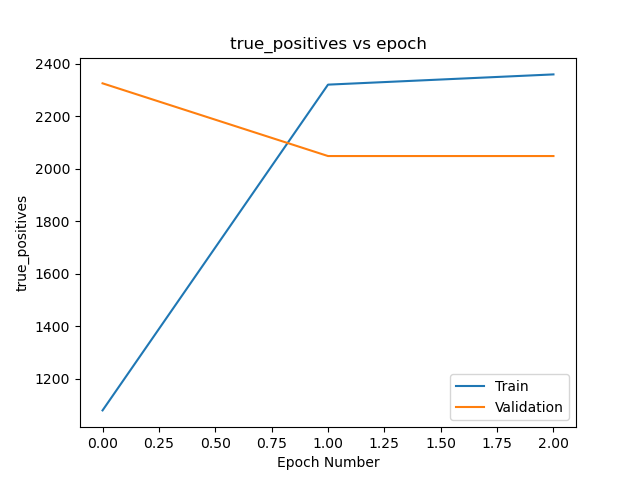 true_positives vs epoch
2400
2200
2000
1800
1600
1400
1200
true_positives
Train
Validation
0.00 0.25 0.50 0.75 1.00 1.25 1.50 1.75 2.00
Epoch Number